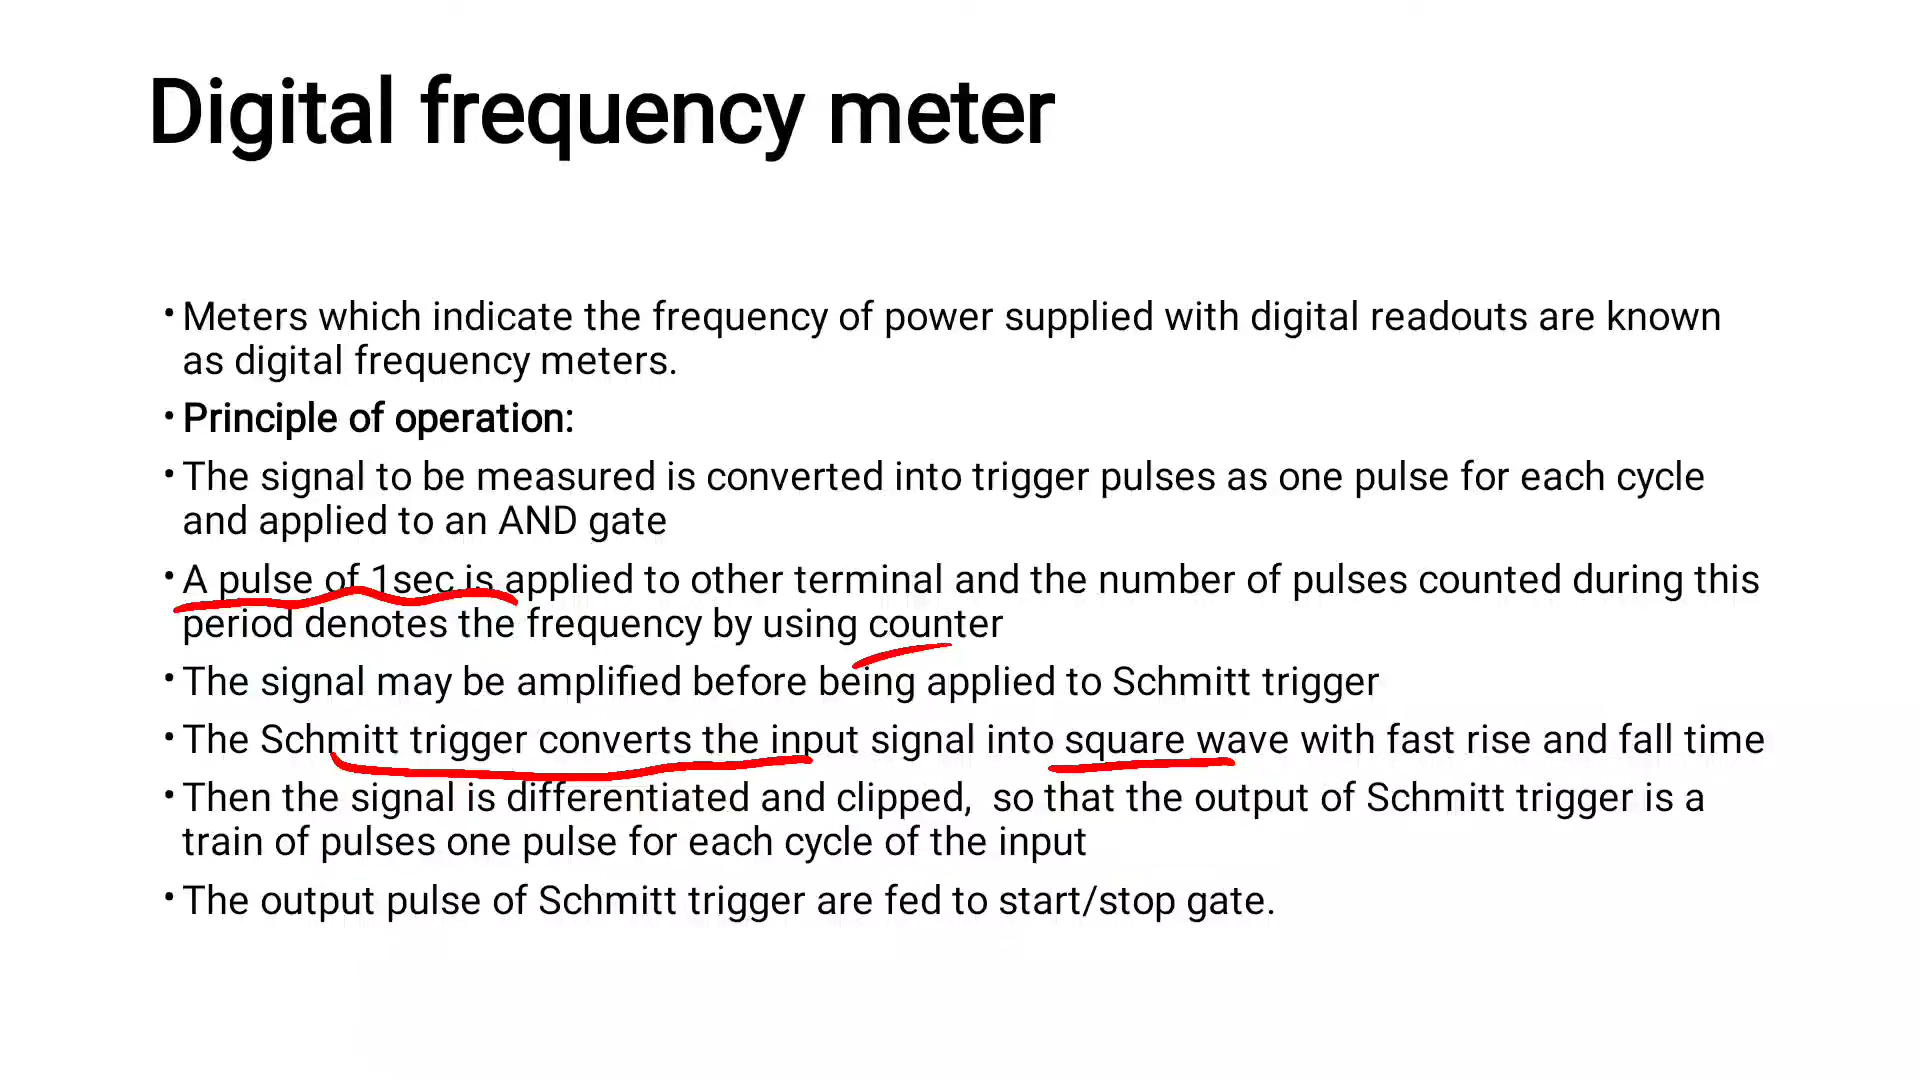 Digital frequency meter
• Meters which indicate the frequency of power supplied with digital readouts are known
as digital frequency meters.
• Principle of operation:
• The signal to be measured is converted into trigger pulses as one pulse for each cycle
and applied to an AND gate
• A pulse of 1sec is applied to other terminal and the number of pulses counted during this
period denotes the frequency by using counter
• The signal may be amplified before being applied to Schmitt trigger
• The Schmitt trigger converts the input signal into square wave with fast rise and fall time
• Then the signal is differentiated and clipped,  so that the output of Schmitt trigger is a
train of pulses one pulse for each cycle of the input
• The output pulse of Schmitt trigger are fed to start/stop gate.